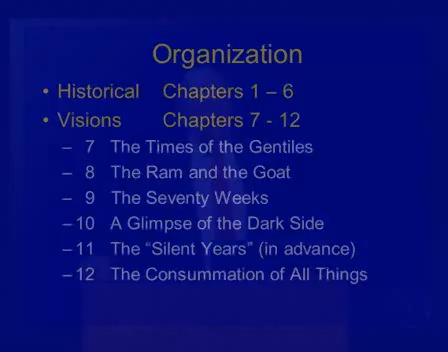 Organization
• Historical Chapters 1 – 6
• Visions Chapters 7 - 12
– 7 The Times of the Gentiles
– 8 The Ram and the Goat
– 9 The Seventy Weeks
– 10 A Glimpse of the Dark Side
– 11 The “Silent Years” (in advance)
– 12 The Consummation of All Things